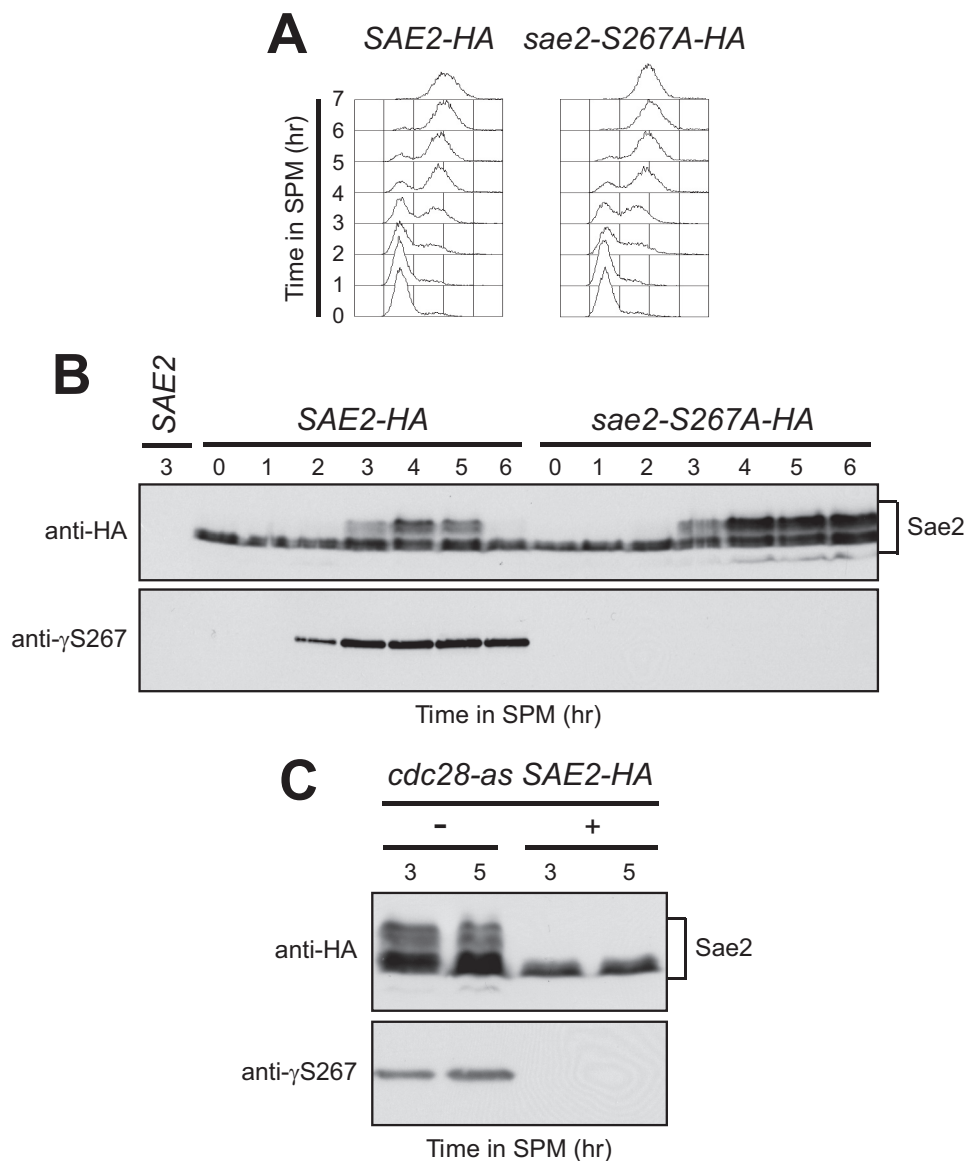 A
SAE2-HA sae2-S267A-HA
Time in SPM (hr)
7
6
5
4
3
2
1
0
B
SAE2 SAE2-HA sae2-S267A-HA
3 0 1 2 3 4 5 6 0 1 2 3 4 5 6
anti-HA Sae2
anti-γS267
Time in SPM (hr)
C
cdc28-as SAE2-HA
- +
3 5 3 5
anti-HA Sae2
anti-γS267
Time in SPM (hr)